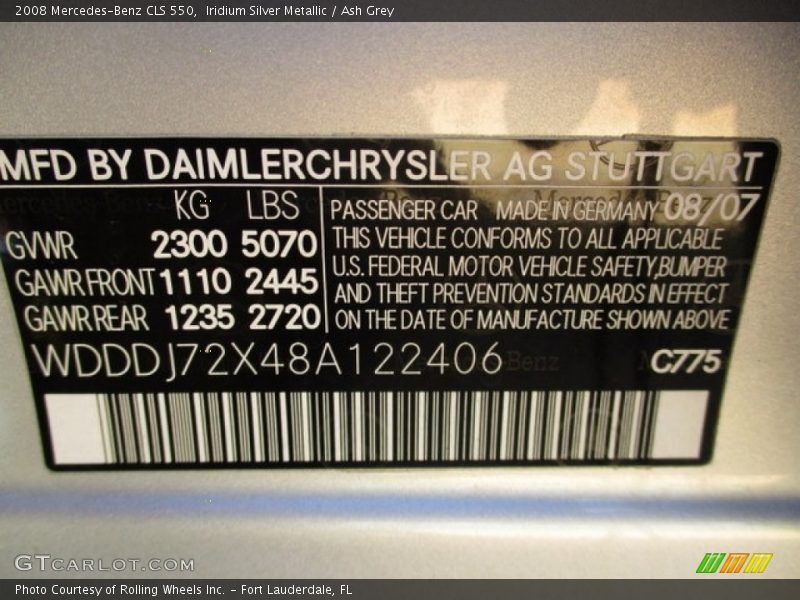 2008 Mercedes-Benz CLS 550, Iridium Silver Metallic / Ash Grey
MFD BY DAIMLERCHRYSLER AG STUTTGART
KG LBS
GVWR 2300 5070
GAWR FRONT 1110 2445
GAWR REAR 1235 2720
PASSENGER CAR MADE IN GERMANY 08/07
THIS VEHICLE CONFORMS TO ALL APPLICABLE
U.S. FEDERAL MOTOR VEHICLE SAFETY, BUMPER
AND THEFT PREVENTION STANDARDS IN EFFECT
ON THE DATE OF MANUFACTURE SHOWN ABOVE
WDDDJ72X48A122406 C775
GTCARLOT.COM
Photo Courtesy of Rolling Wheels Inc. - Fort Lauderdale, FL